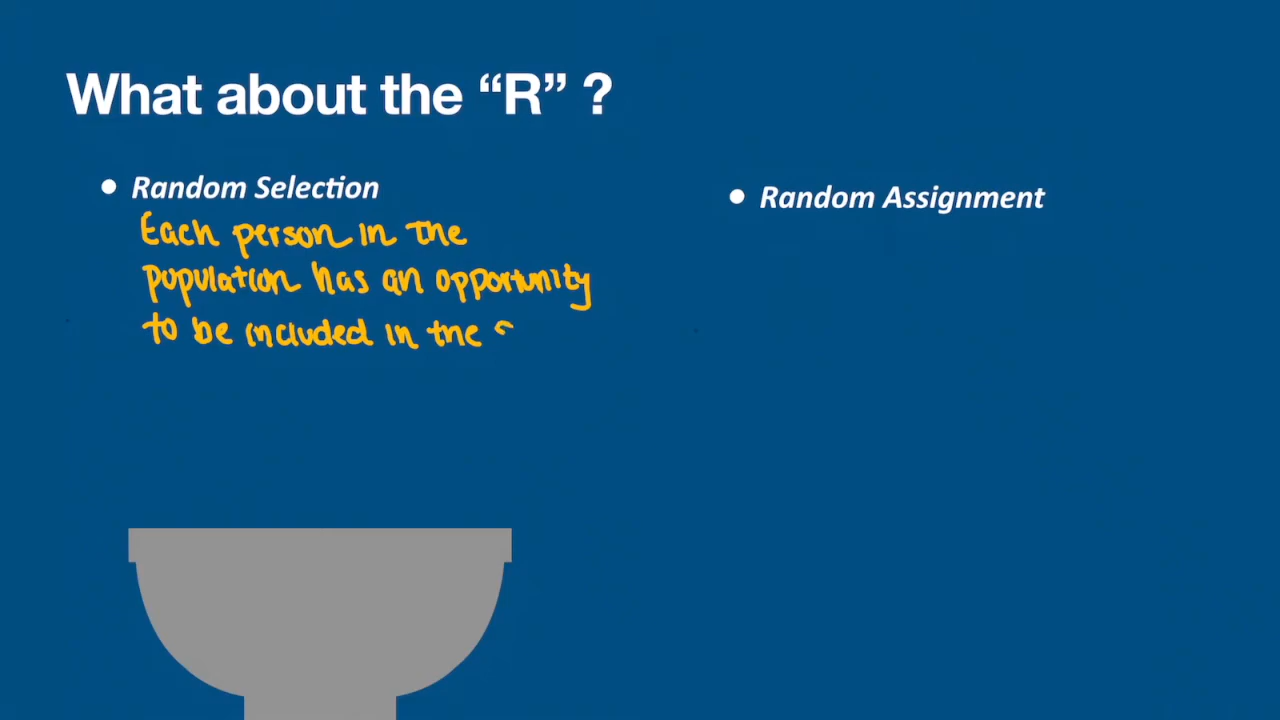 What about the “R” ?
• Random Selection
Each person in the
population has an opportunity
to be included in the
• Random Assignment